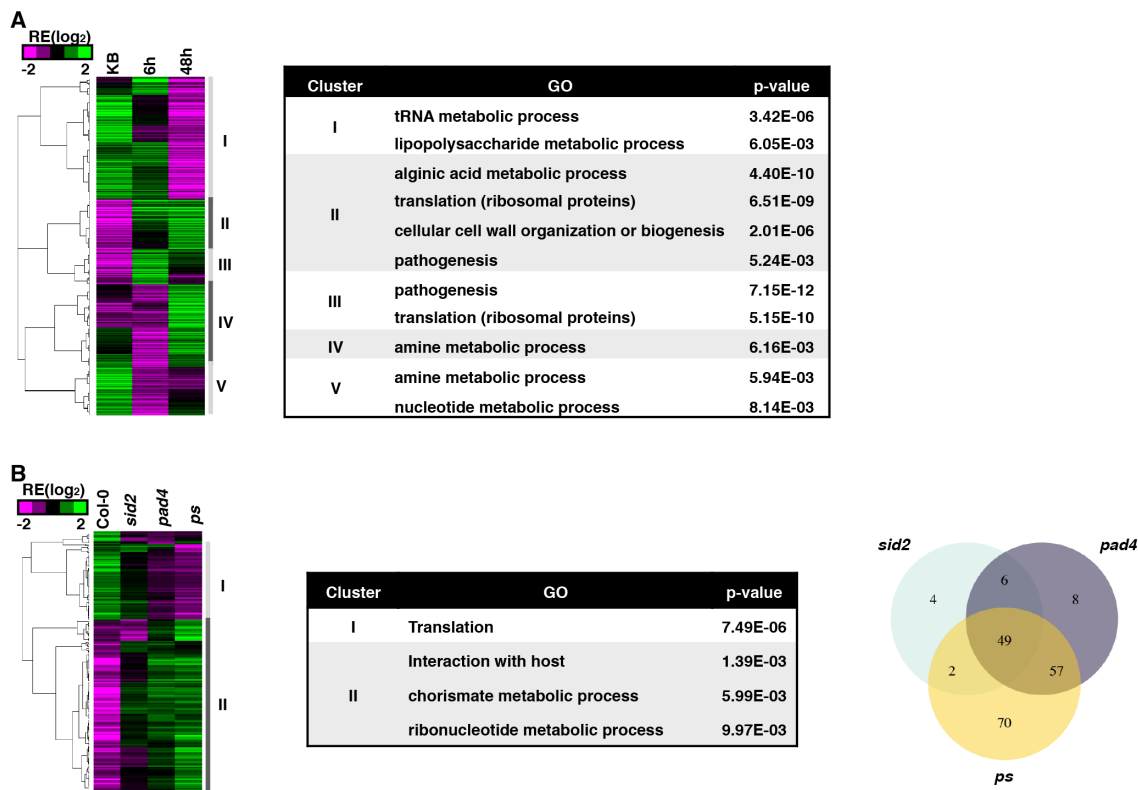 A
RE(log2)
-2 2
KB 6h 48h
I
II
III
IV
V
Cluster GO p-value
I
tRNA metabolic process 3.42E-06
lipopolysaccharide metabolic process 6.05E-03
II
alginic acid metabolic process 4.40E-10
translation (ribosomal proteins) 6.51E-09
cellular cell wall organization or biogenesis 2.01E-06
pathogenesis 5.24E-03
III
pathogenesis 7.15E-12
translation (ribosomal proteins) 5.15E-10
IV amine metabolic process 6.16E-03
V
amine metabolic process 5.94E-03
nucleotide metabolic process 8.14E-03
B
RE(log2)
-2 2
Col-0 sid2 pad4 ps
I
II
Cluster GO p-value
I Translation 7.49E-06
Interaction with host 1.39E-03
II chorismate metabolic process 5.99E-03
ribonucleotide metabolic process 9.97E-03
sid2 pad4
6
4 8
49
2 57
70
ps